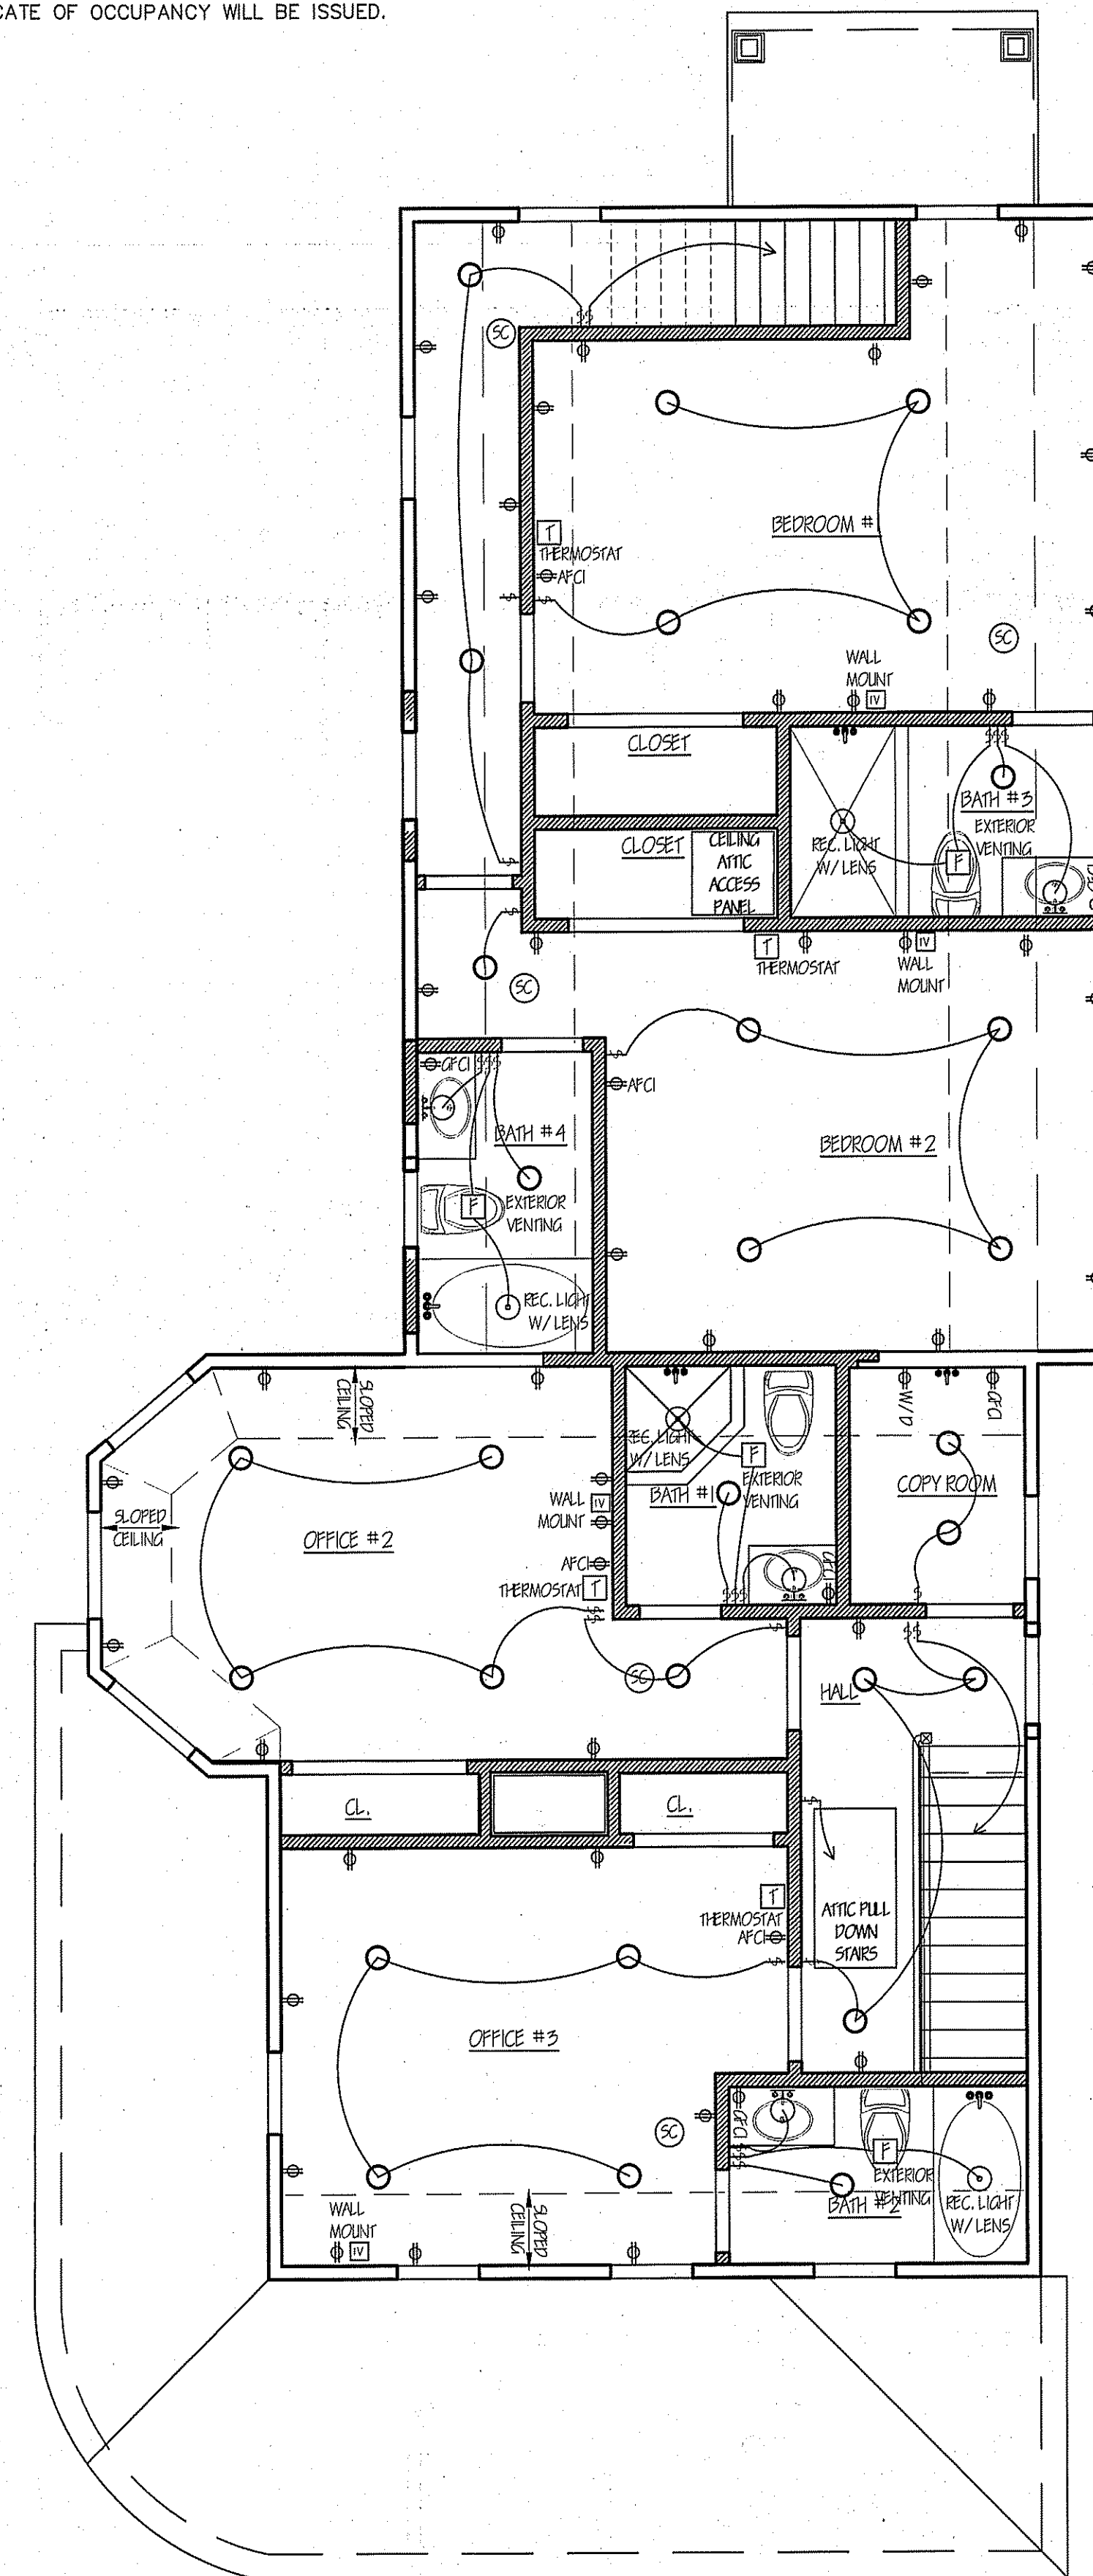 CATE OF OCCUPANCY WILL BE ISSUED.
SC
BEDROOM #
T
THERMOSTAT
AFCI
SC
WALL
MOUNT
IV
CLOSET
CLOSET
CEILING
ATTIC
ACCESS
PANEL
BATH #3
EXTERIOR
VENTING
REC. LIGHT
W/ LENS
F
T
THERMOSTAT
IV
WALL
MOUNT
SC
GFCI
AFCI
BATH #4
BEDROOM #2
F
EXTERIOR
VENTING
REC. LIGHT
W/ LENS
SLOPED
CEILING
W/D
GFCI
REC. LIGHT
W/ LENS
F
EXTERIOR
VENTING
BATH #1
COPY ROOM
WALL
MOUNT
IV
SLOPED
CEILING
OFFICE #2
AFCI
THERMOSTAT
T
GFCI
SC
HALL
CL.
CL.
T
THERMOSTAT
AFCI
ATTIC PULL
DOWN
STAIRS
OFFICE #3
SC
GFCI
F
EXTERIOR
VENTING
BATH #2
REC. LIGHT
W/ LENS
WALL
MOUNT
IV
SLOPED
CEILING